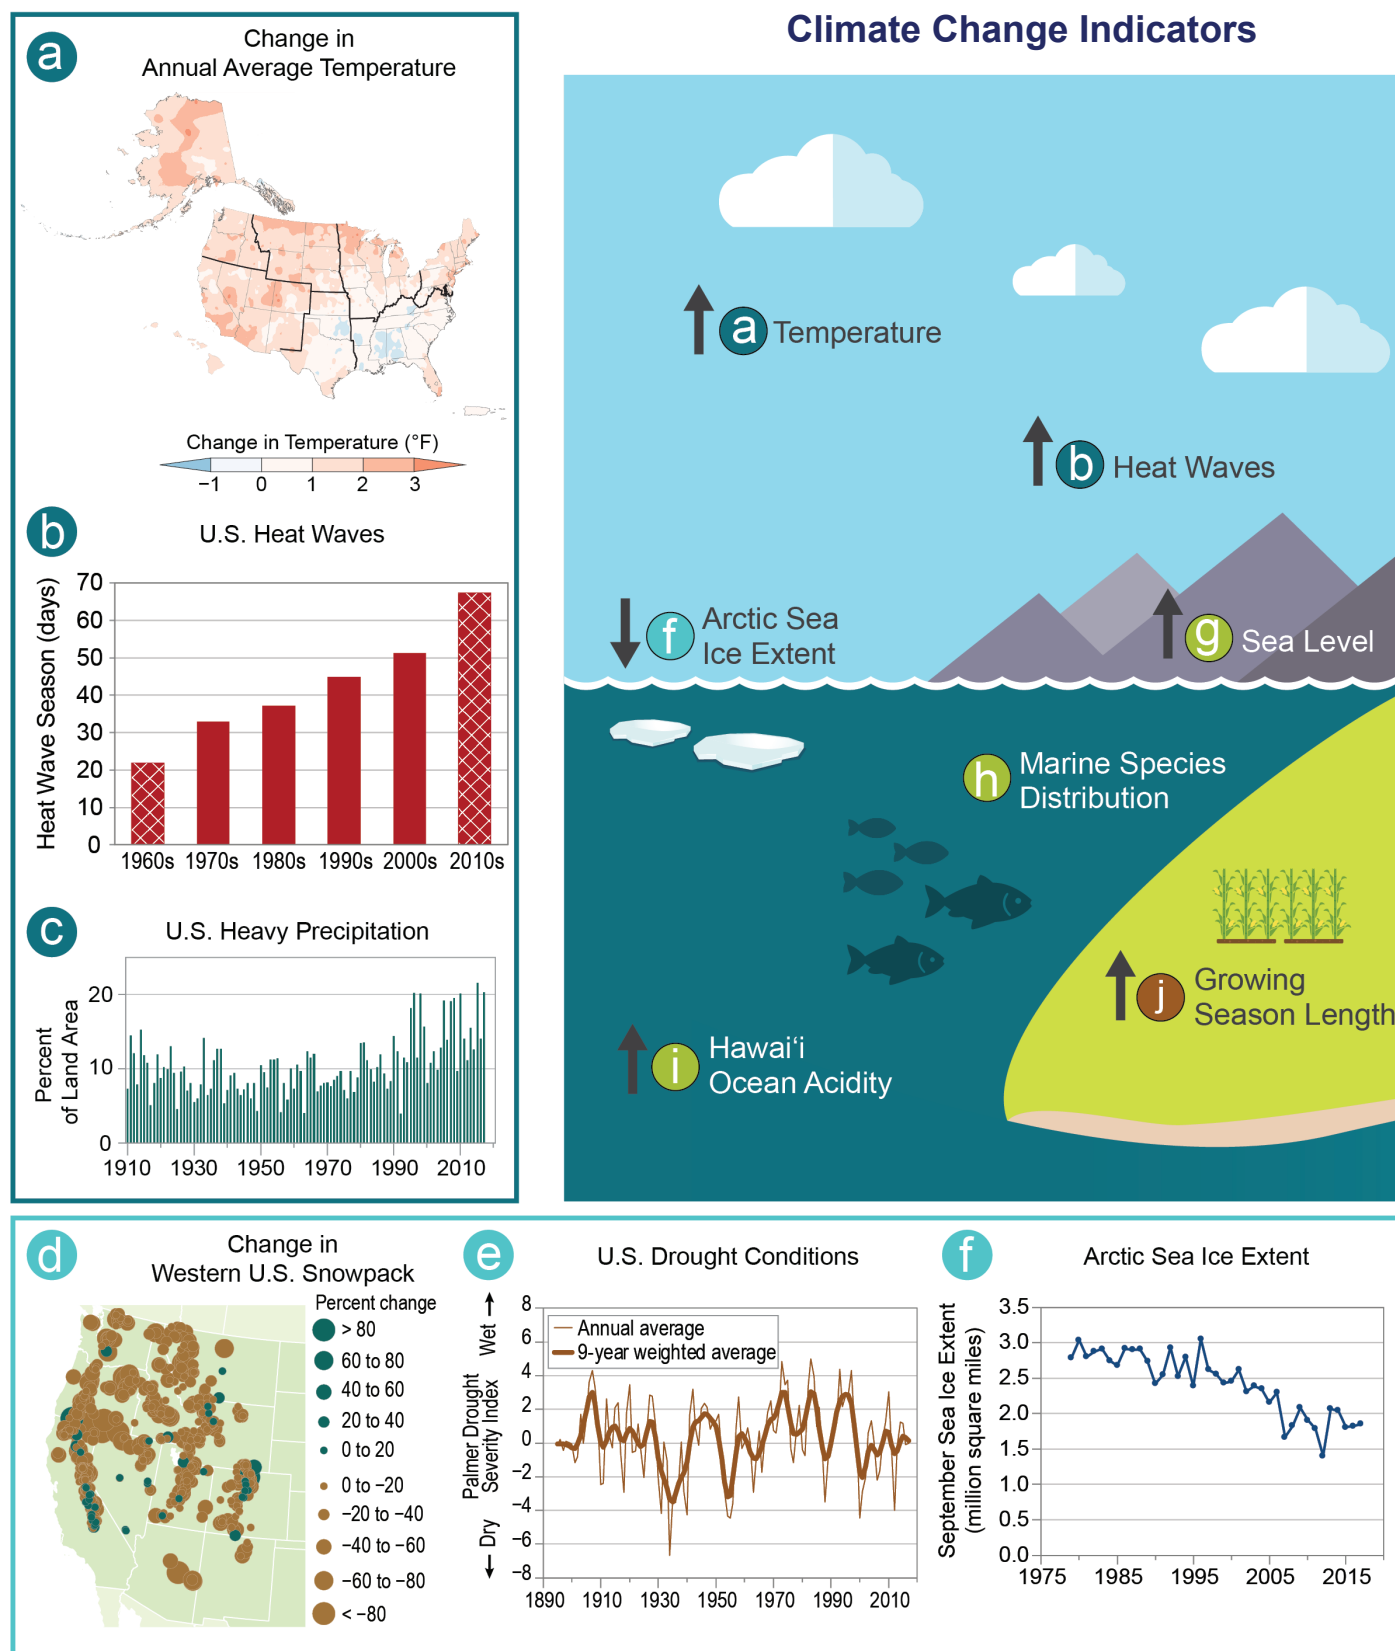 Climate Change Indicators
a
Change in
Annual Average Temperature
Change in Temperature (°F)
−1 0 1 2 3
b
U.S. Heat Waves
Heat Wave Season (days)
70
60
50
40
30
20
10
0
1960s 1970s 1980s 1990s 2000s 2010s
c
U.S. Heavy Precipitation
Percent
of Land Area
20
10
0
1910 1930 1950 1970 1990 2010
a Temperature
b Heat Waves
f Arctic Sea
Ice Extent
g Sea Level
h Marine Species
Distribution
j Growing
Season Length
i Hawaiʻi
Ocean Acidity
d
Change in
Western U.S. Snowpack
Percent change
> 80
60 to 80
40 to 60
20 to 40
0 to 20
0 to −20
−20 to −40
−40 to −60
−60 to −80
< −80
e
U.S. Drought Conditions
Palmer Drought
Severity Index
← Dry Wet →
8
6
4
2
0
−2
−4
−6
−8
Annual average
9-year weighted average
1890 1910 1930 1950 1970 1990 2010
f
Arctic Sea Ice Extent
September Sea Ice Extent
(million square miles)
3.5
3.0
2.5
2.0
1.5
1.0
0.5
0.0
1975 1985 1995 2005 2015